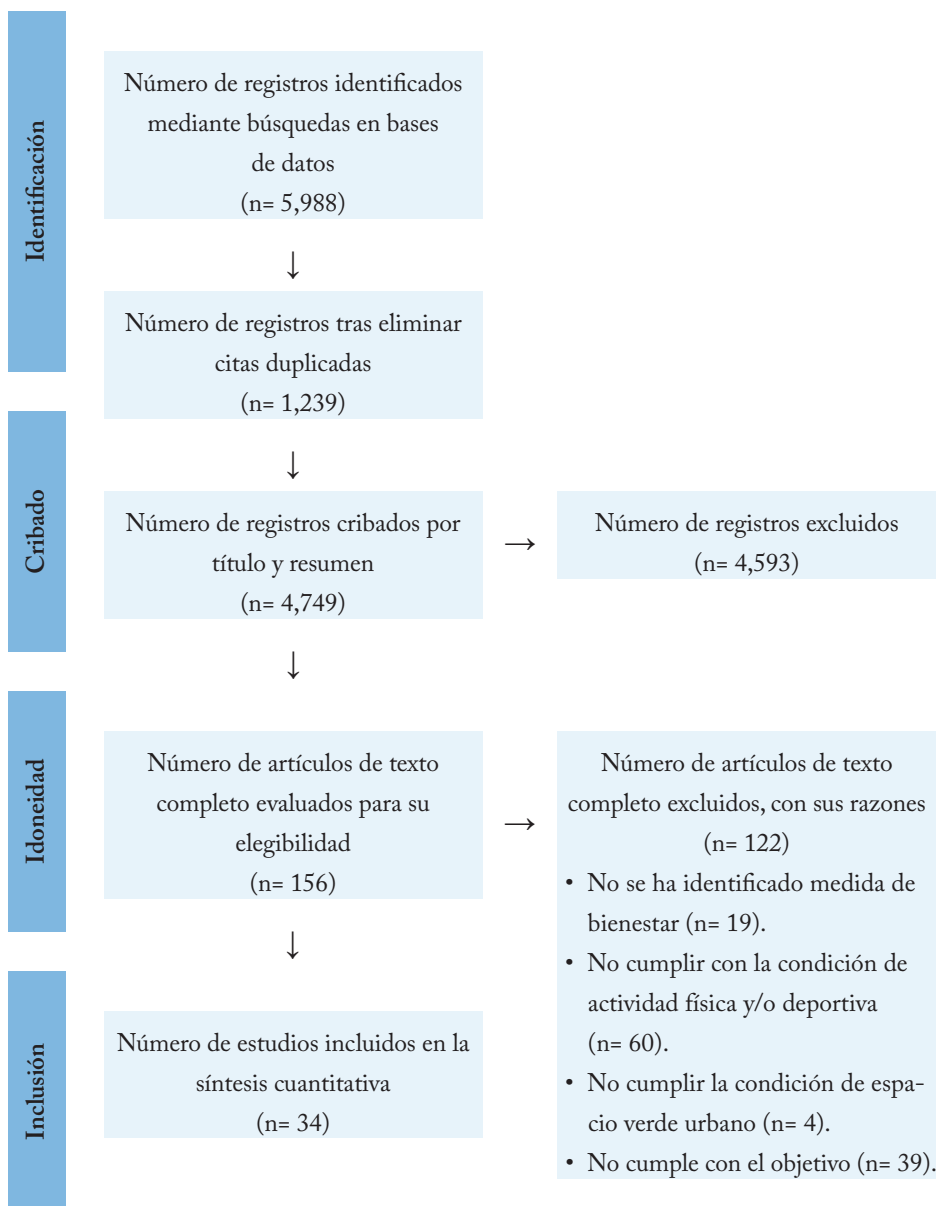 Identificación
Número de registros identificados
mediante búsquedas en bases
de datos
(n= 5,988)
↓
Número de registros tras eliminar
citas duplicadas
(n= 1,239)
↓
Cribado
Número de registros cribados por
título y resumen
(n= 4,749)
→
Número de registros excluidos
(n= 4,593)
↓
Idoneidad
Número de artículos de texto
completo evaluados para su
elegibilidad
(n= 156)
→
Número de artículos de texto
completo excluidos, con sus razones
(n= 122)
• No se ha identificado medida de
bienestar (n= 19).
• No cumplir con la condición de
actividad física y/o deportiva
(n= 60).
• No cumplir la condición de espa-
cio verde urbano (n= 4).
• No cumple con el objetivo (n= 39).
↓
Inclusión
Número de estudios incluidos en la
síntesis cuantitativa
(n= 34)